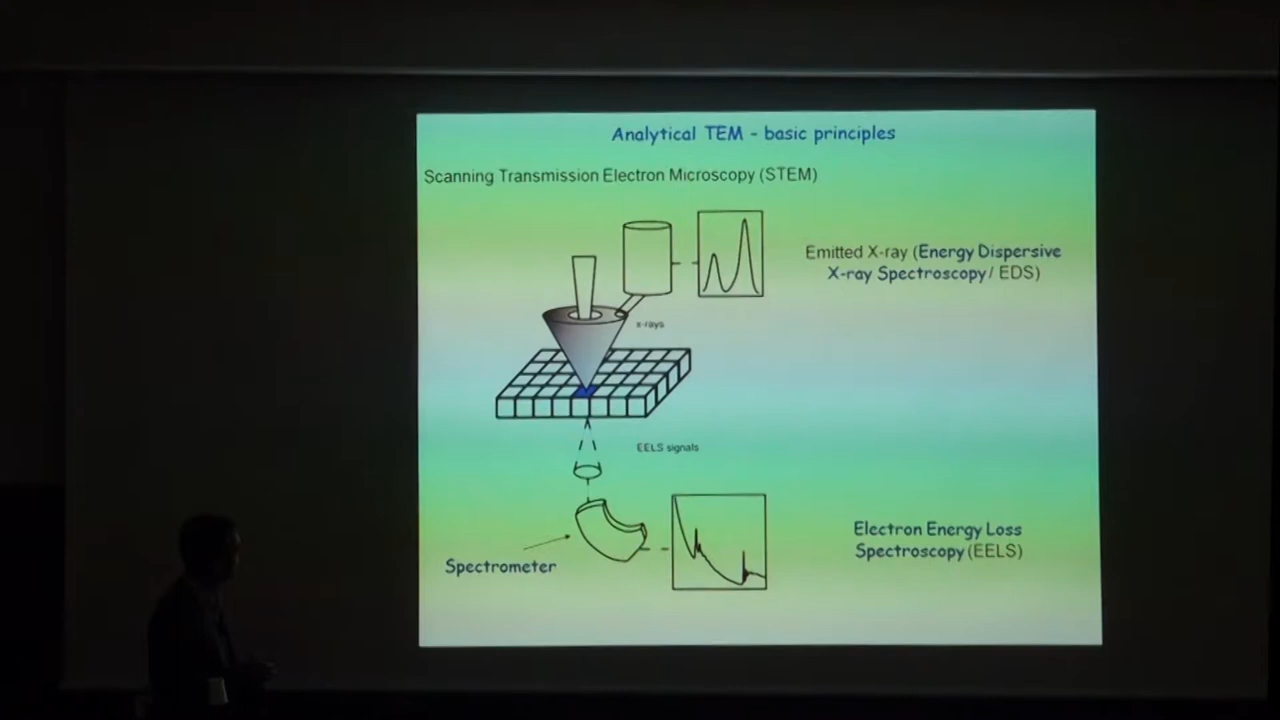 Analytical TEM - basic principles
Scanning Transmission Electron Microscopy (STEM)
Emitted X-ray (Energy Dispersive
X-ray Spectroscopy/ EDS)
x-rays
EELS signals
Electron Energy Loss
Spectroscopy (EELS)
Spectrometer